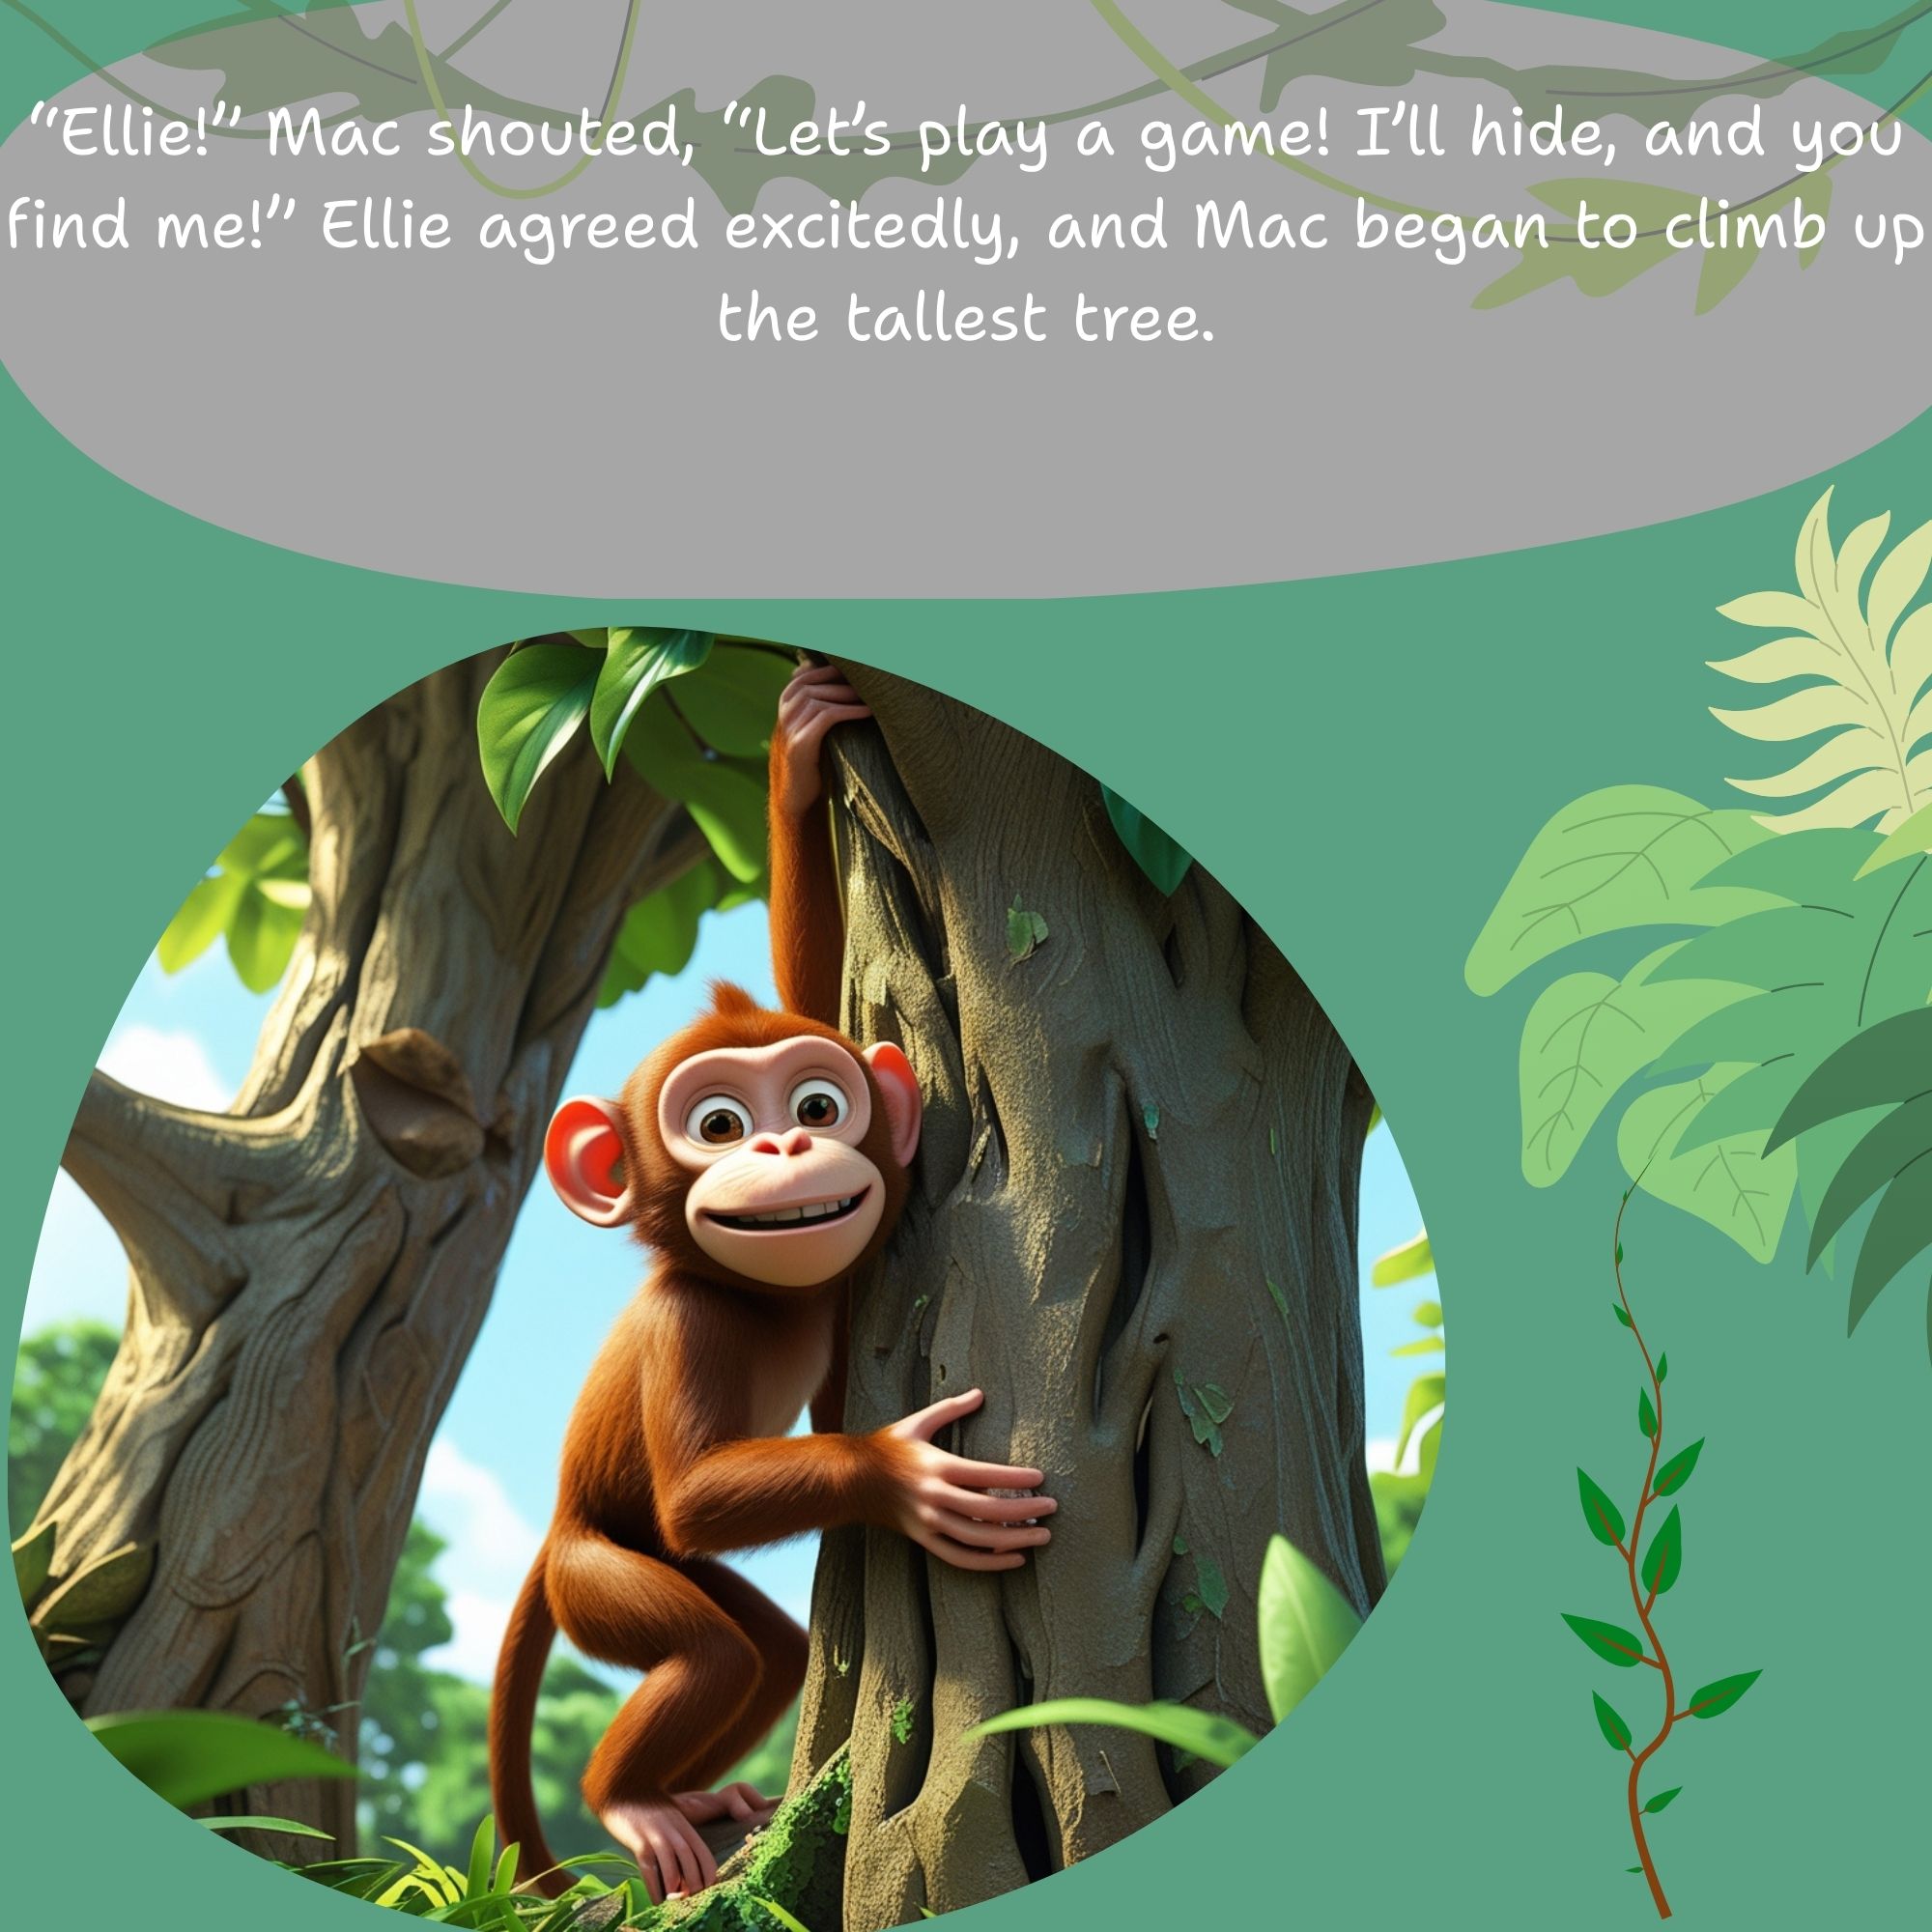 “Ellie!” Mac shouted, “Let’s play a game! I’ll hide, and you
find me!” Ellie agreed excitedly, and Mac began to climb up
the tallest tree.